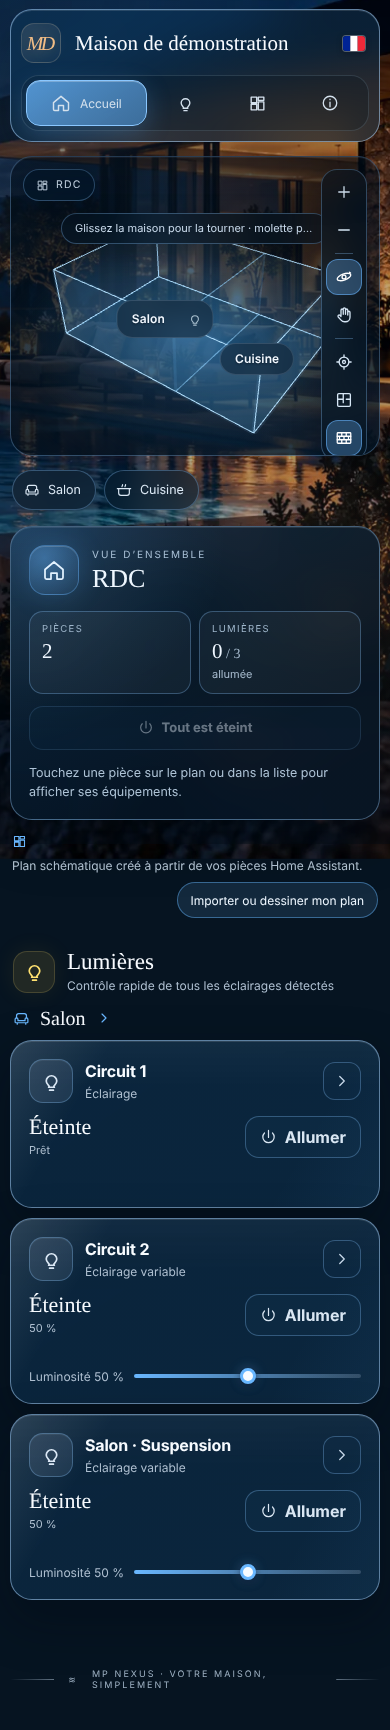 MD
Maison de démonstration
Accueil
RDC
Glissez la maison pour la tourner · molette p...
Salon
Cuisine
Salon
Cuisine
VUE D'ENSEMBLE
RDC
PIÈCES
2
LUMIÈRES
0 / 3
allumée
Tout est éteint
Touchez une pièce sur le plan ou dans la liste pour
afficher ses équipements.
Plan schématique créé à partir de vos pièces Home Assistant.
Importer ou dessiner mon plan
Lumières
Contrôle rapide de tous les éclairages détectés
Salon
Circuit 1
Éclairage
Éteinte
Prêt
Allumer
Circuit 2
Éclairage variable
Éteinte
50 %
Allumer
Luminosité 50 %
Salon · Suspension
Éclairage variable
Éteinte
50 %
Allumer
Luminosité 50 %
MP NEXUS · VOTRE MAISON,
SIMPLEMENT